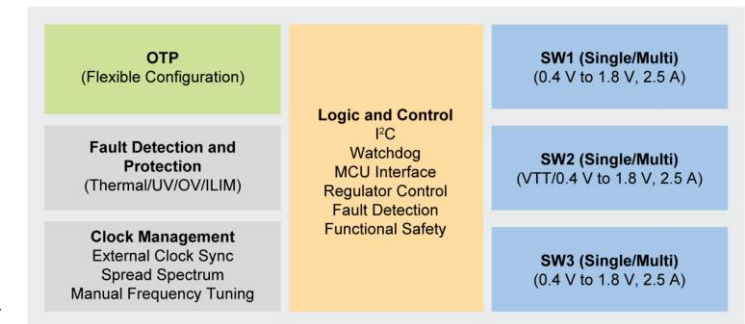 OTP
(Flexible Configuration)
Fault Detection and
Protection
(Thermal/UV/OV/ILIM)
Clock Management
External Clock Sync
Spread Spectrum
Manual Frequency Tuning
Logic and Control
I²C
Watchdog
MCU Interface
Regulator Control
Fault Detection
Functional Safety
SW1 (Single/Multi)
(0.4 V to 1.8 V, 2.5 A)
SW2 (Single/Multi)
(VTT/0.4 V to 1.8 V, 2.5 A)
SW3 (Single/Multi)
(0.4 V to 1.8 V, 2.5 A)